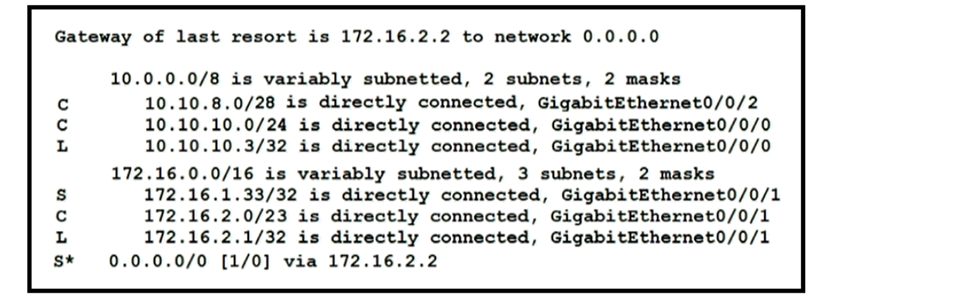 Gateway of last resort is 172.16.2.2 to network 0.0.0.0
10.0.0.0/8 is variably subnetted, 2 subnets, 2 masks
C 10.10.8.0/28 is directly connected, GigabitEthernet0/0/2
C 10.10.10.0/24 is directly connected, GigabitEthernet0/0/0
L 10.10.10.3/32 is directly connected, GigabitEthernet0/0/0
172.16.0.0/16 is variably subnetted, 3 subnets, 2 masks
S 172.16.1.33/32 is directly connected, GigabitEthernet0/0/1
C 172.16.2.0/23 is directly connected, GigabitEthernet0/0/1
L 172.16.2.1/32 is directly connected, GigabitEthernet0/0/1
S* 0.0.0.0/0 [1/0] via 172.16.2.2